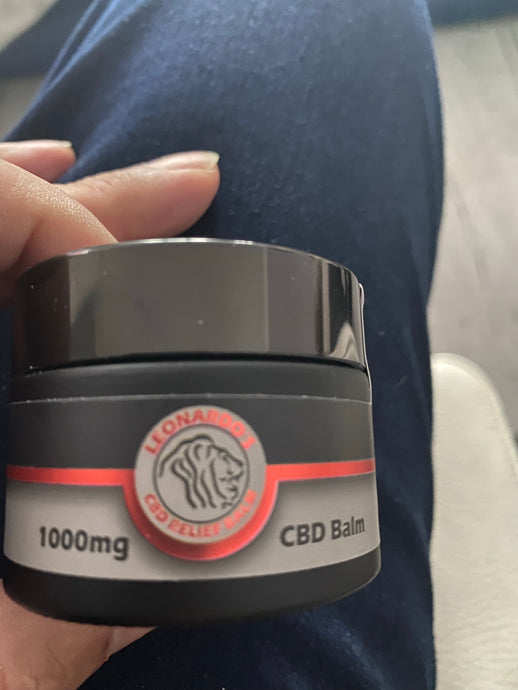 LEONARDO'S
CBD RELIEF BALM
1000mg
CBD Balm